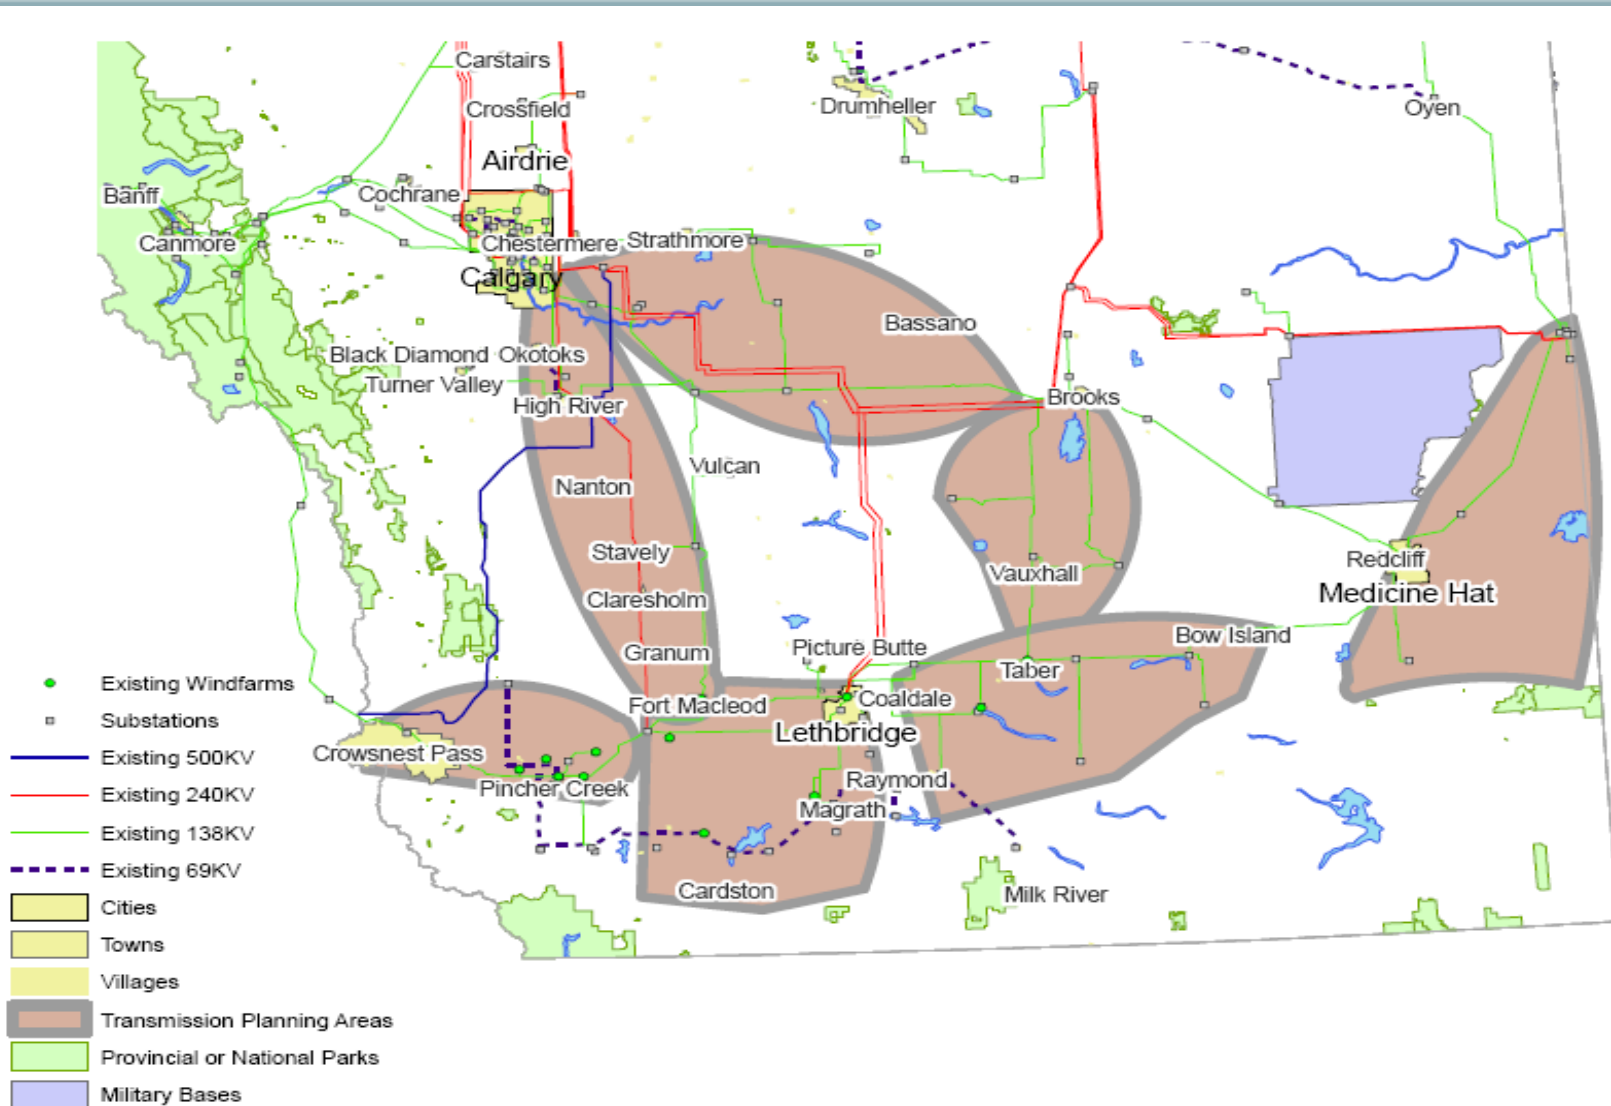 Carstairs
Crossfield
Drumheller
Oyen
Airdrie
Banff
Cochrane
Canmore
Chestermere
Strathmore
Calgary
Bassano
Black Diamond
Okotoks
Turner Valley
High River
Brooks
Vulcan
Nanton
Stavely
Redcliff
Vauxhall
Medicine Hat
Claresholm
Bow Island
Picture Butte
Granum
Taber
Fort Macleod
Coaldale
Lethbridge
Crowsnest Pass
Raymond
Pincher Creek
Magrath
Cardston
Milk River
Existing Windfarms
Substations
Existing 500KV
Existing 240KV
Existing 138KV
Existing 69KV
Cities
Towns
Villages
Transmission Planning Areas
Provincial or National Parks
Military Bases